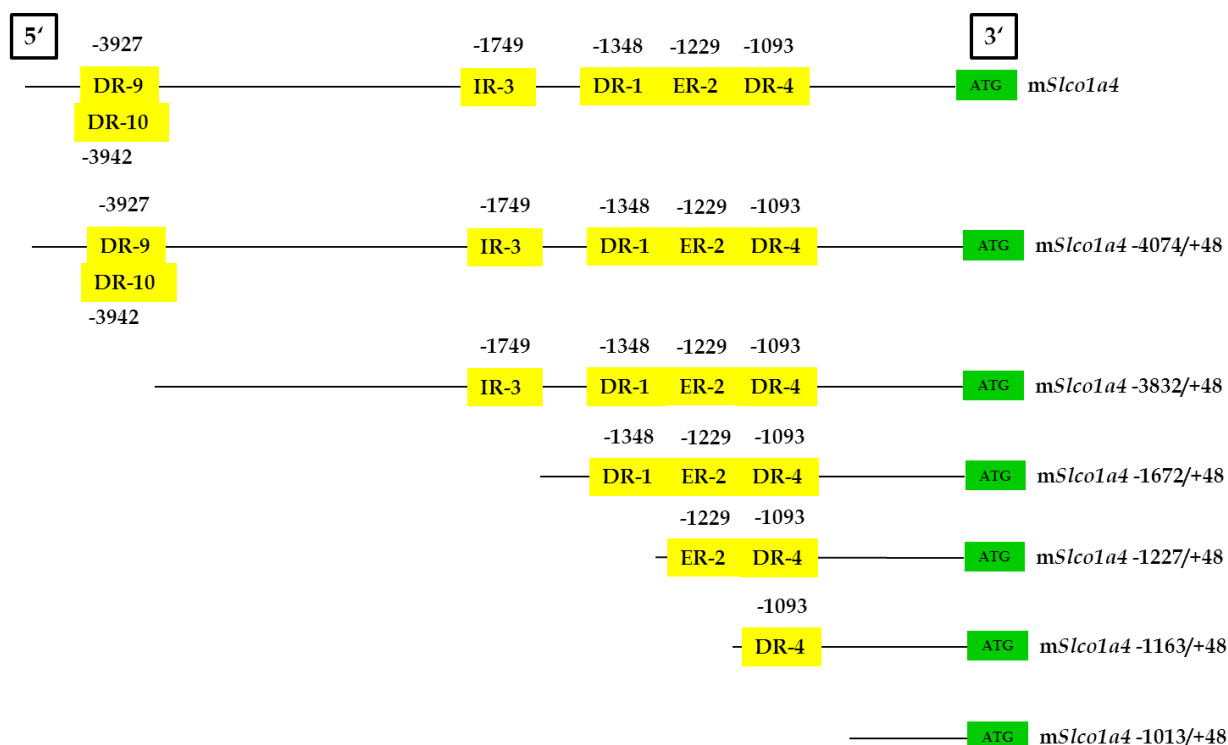 5‘ 3‘
-3927 -1749 -1348 -1229 -1093
DR-9 IR-3 DR-1 ER-2 DR-4 ATG mSlco1a4
DR-10
-3942
-3927 -1749 -1348 -1229 -1093
DR-9 IR-3 DR-1 ER-2 DR-4 ATG mSlco1a4 -4074/+48
DR-10
-3942
-1749 -1348 -1229 -1093
IR-3 DR-1 ER-2 DR-4 ATG mSlco1a4 -3832/+48
-1348 -1229 -1093
DR-1 ER-2 DR-4 ATG mSlco1a4 -1672/+48
-1229 -1093
ER-2 DR-4 ATG mSlco1a4 -1227/+48
-1093
DR-4 ATG mSlco1a4 -1163/+48
ATG mSlco1a4 -1013/+48